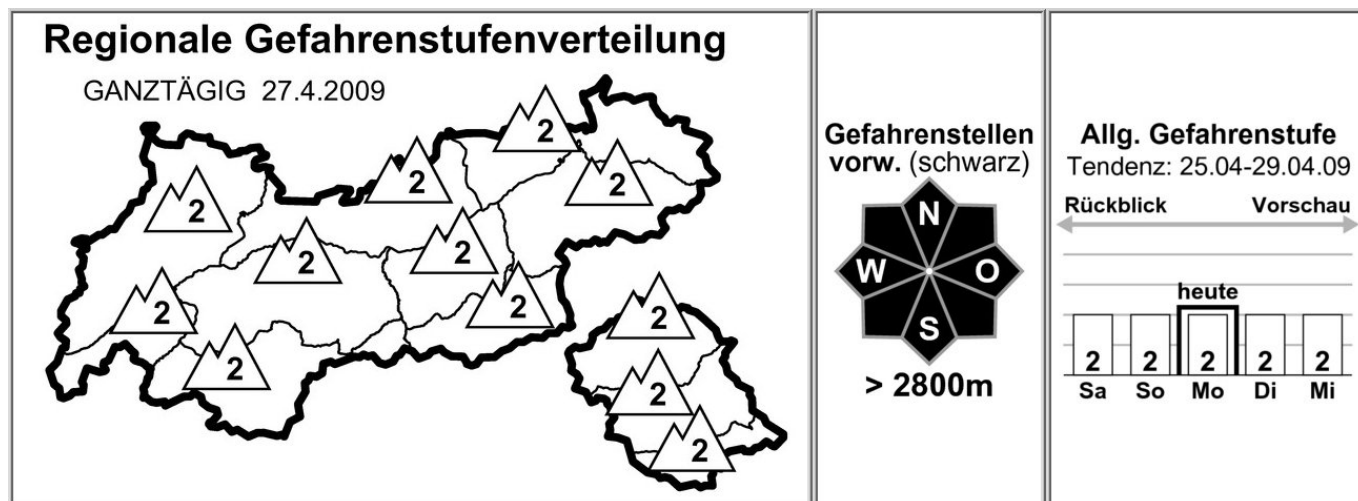 Regionale Gefahrenstufenverteilung
GANZTÄGIG 27.4.2009
2
2
2
2
2
2
2
2
2
2
2
2
Gefahrenstellen
vorw. (schwarz)
N
W O
S
> 2800m
Allg. Gefahrenstufe
Tendenz: 25.04-29.04.09
Rückblick Vorschau
heute
2 2 2 2 2
Sa So Mo Di Mi